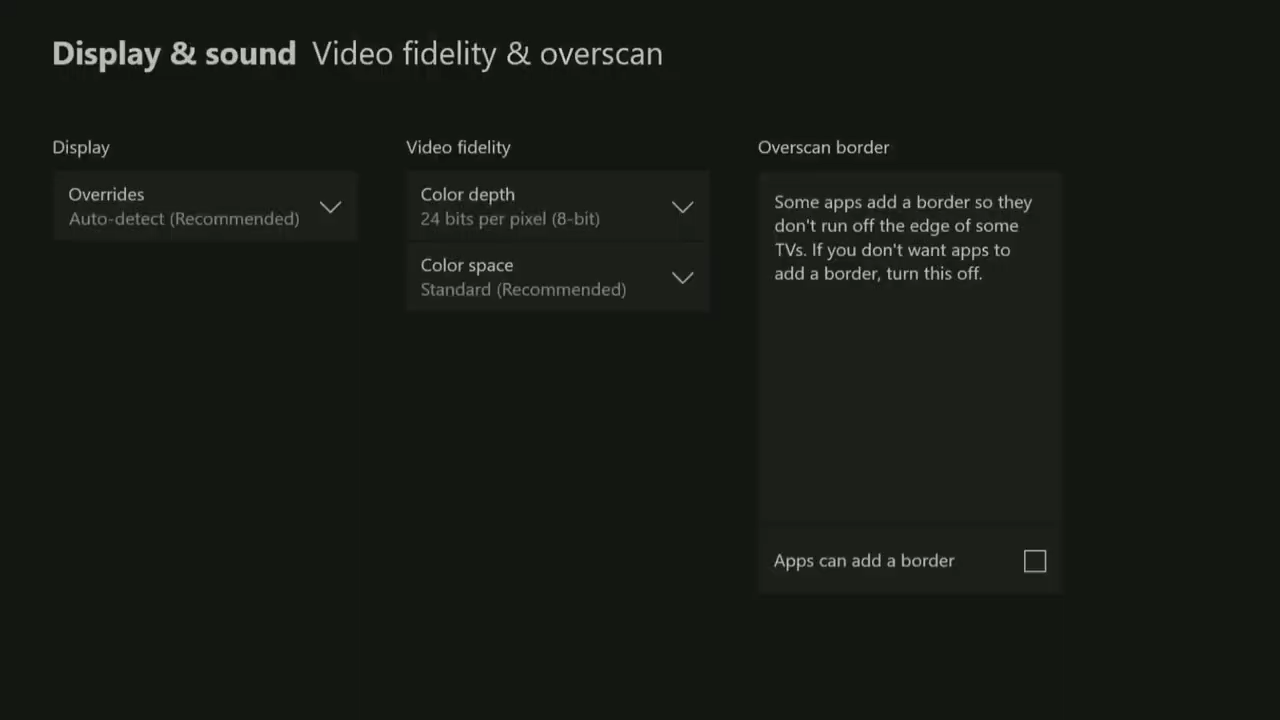 Display & sound Video fidelity & overscan
Display
Overrides
Auto-detect (Recommended)
Video fidelity
Color depth
24 bits per pixel (8-bit)
Color space
Standard (Recommended)
Overscan border
Some apps add a border so they
don't run off the edge of some
TVs. If you don't want apps to
add a border, turn this off.
Apps can add a border